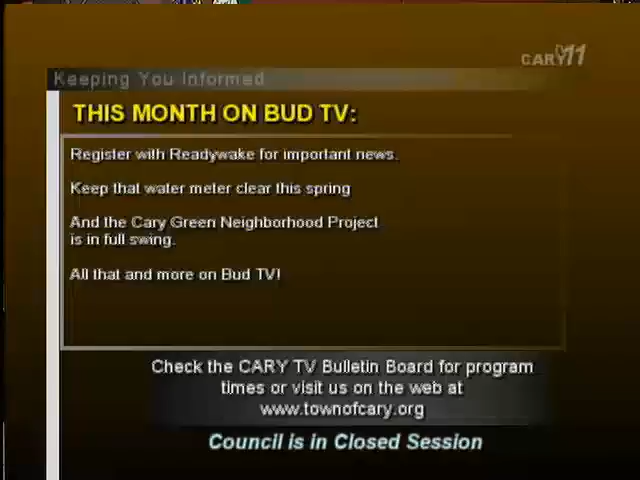 CARY TV 11
Keeping You Informed
THIS MONTH ON BUD TV:
Register with Readywake for important news.
Keep that water meter clear this spring
And the Cary Green Neighborhood Project
is in full swing.
All that and more on Bud TV!
Check the CARY TV Bulletin Board for program
times or visit us on the web at
www.townofcary.org
Council is in Closed Session